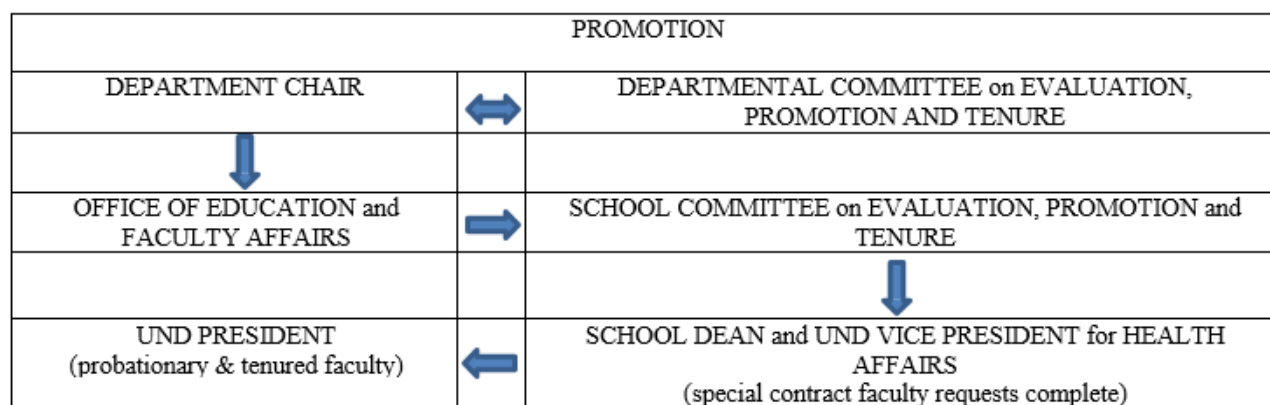 PROMOTION
DEPARTMENT CHAIR
DEPARTMENTAL COMMITTEE on EVALUATION,
PROMOTION AND TENURE
OFFICE OF EDUCATION and
FACULTY AFFAIRS
SCHOOL COMMITTEE on EVALUATION, PROMOTION and
TENURE
UND PRESIDENT
(probationary & tenured faculty)
SCHOOL DEAN and UND VICE PRESIDENT for HEALTH
AFFAIRS
(special contract faculty requests complete)